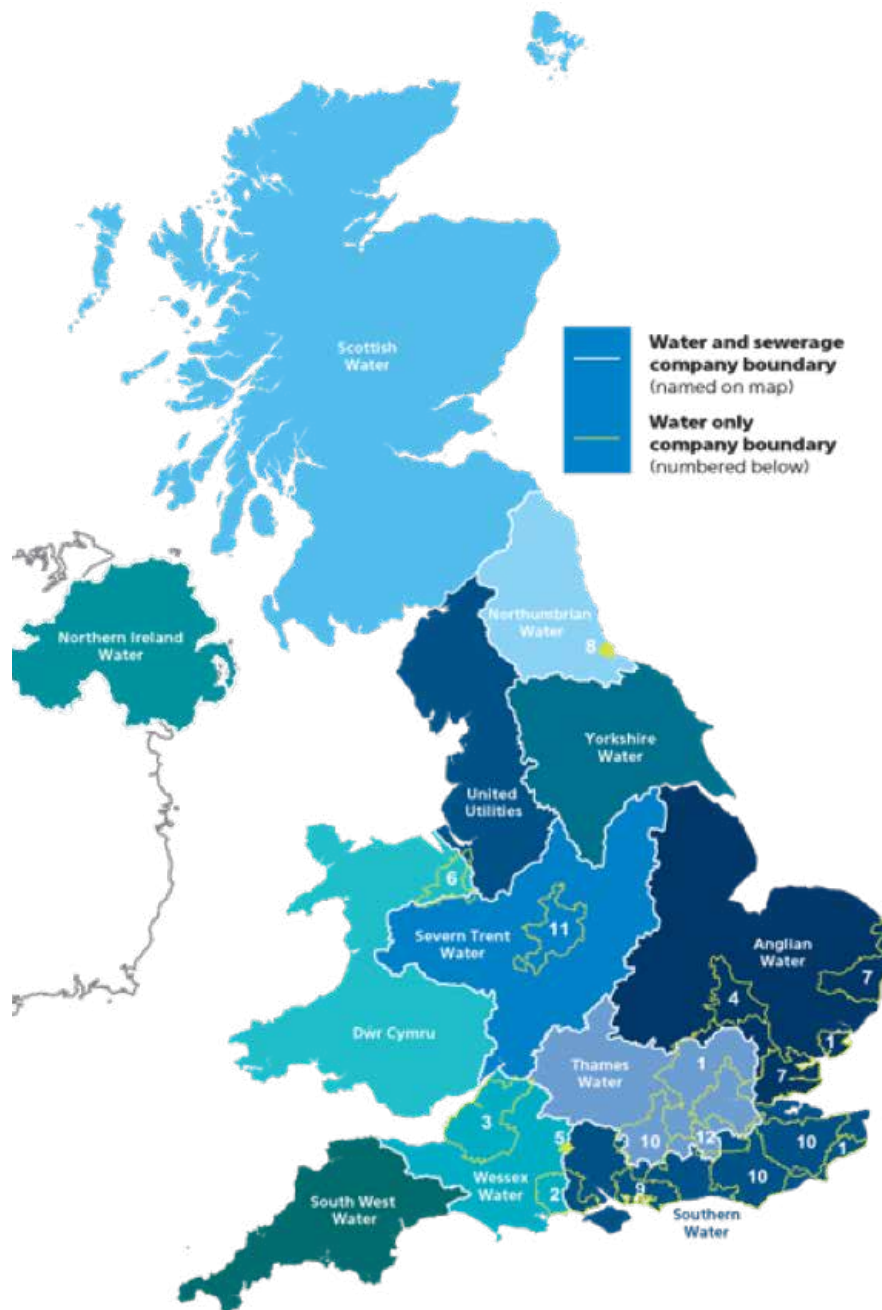 Scottish
Water
Water and sewerage
company boundary
(named on map)
Water only
company boundary
(numbered below)
Northumbrian
Water
8
Northern Ireland
Water
Yorkshire
Water
United
Utilities
6
11
Severn Trent
Water
Anglian
Water
7
4
1
Dŵr Cymru
Thames
Water
1
7
3
5
10
12
10
1
Wessex
Water
2
9
10
South West
Water
Southern
Water